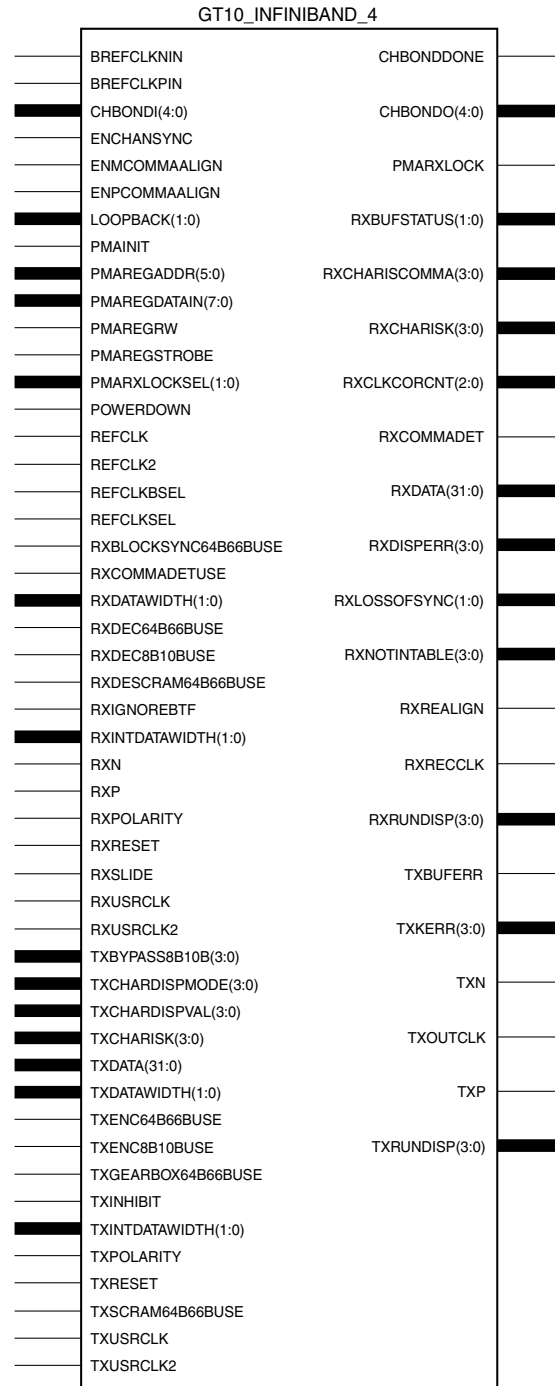 GT10_INFINIBAND_4
BREFCLKNIN CHBONDDONE
BREFCLKPIN
CHBONDI(4:0) CHBONDO(4:0)
ENCHANSYNC
ENMCOMMAALIGN PMARXLOCK
ENPCOMMAALIGN
LOOPBACK(1:0) RXBUFSTATUS(1:0)
PMAINIT
PMAREGADDR(5:0) RXCHARISCOMMA(3:0)
PMAREGDATAIN(7:0)
PMAREGRW RXCHARISK(3:0)
PMAREGSTROBE
PMARXLOCKSEL(1:0) RXCLKCORCNT(2:0)
POWERDOWN
REFCLK RXCOMMADET
REFCLK2
REFCLKBSEL RXDATA(31:0)
REFCLKSEL
RXBLOCKSYNC64B66BUSE RXDISPERR(3:0)
RXCOMMADETUSE
RXDATAWIDTH(1:0) RXLOSSOFSYNC(1:0)
RXDEC64B66BUSE
RXDEC8B10BUSE RXNOTINTABLE(3:0)
RXDESCRAM64B66BUSE
RXIGNOREBTF RXREALIGN
RXINTDATAWIDTH(1:0)
RXN RXRECCLK
RXP
RXPOLARITY RXRUNDISP(3:0)
RXRESET
RXSLIDE TXBUFERR
RXUSRCLK
RXUSRCLK2 TXKERR(3:0)
TXBYPASS8B10B(3:0)
TXCHARDISPMODE(3:0) TXN
TXCHARDISPVAL(3:0)
TXCHARISK(3:0) TXOUTCLK
TXDATA(31:0)
TXDATAWIDTH(1:0) TXP
TXENC64B66BUSE
TXENC8B10BUSE TXRUNDISP(3:0)
TXGEARBOX64B66BUSE
TXINHIBIT
TXINTDATAWIDTH(1:0)
TXPOLARITY
TXRESET
TXSCRAM64B66BUSE
TXUSRCLK
TXUSRCLK2